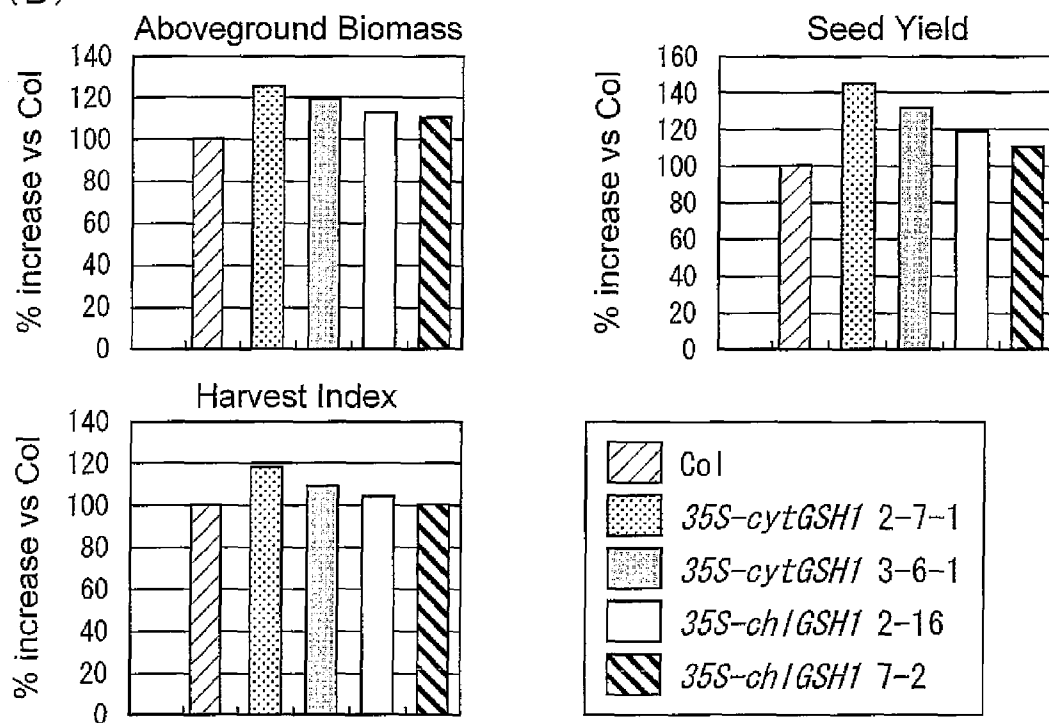 (B)
Aboveground Biomass
% increase vs Col
140
120
100
80
60
40
20
0
Seed Yield
% increase vs Col
160
140
120
100
80
60
40
20
0
Harvest Index
% increase vs Col
140
120
100
80
60
40
20
0
Col
35S-cytGSH1 2-7-1
35S-cytGSH1 3-6-1
35S-chlGSH1 2-16
35S-chlGSH1 7-2